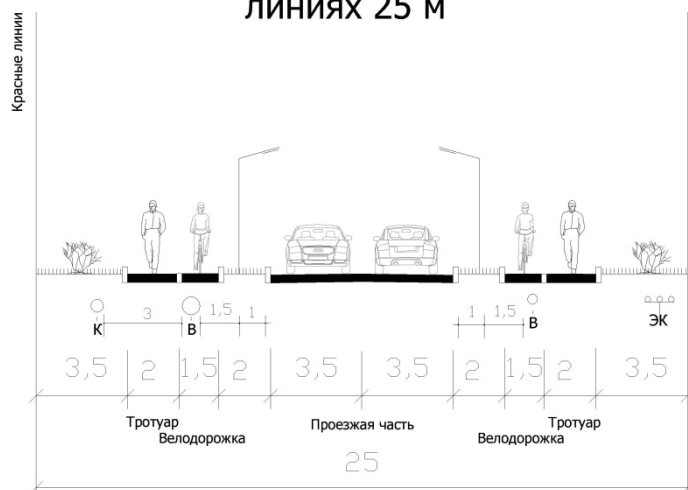 линиях 25 м
Красные линии
К
3
В
1,5
1
1
1,5
В
ЭК
3,5
2
1,5
2
3,5
3,5
2
1,5
2
3,5
Тротуар
Велодорожка
Проезжая часть
Велодорожка
Тротуар
25